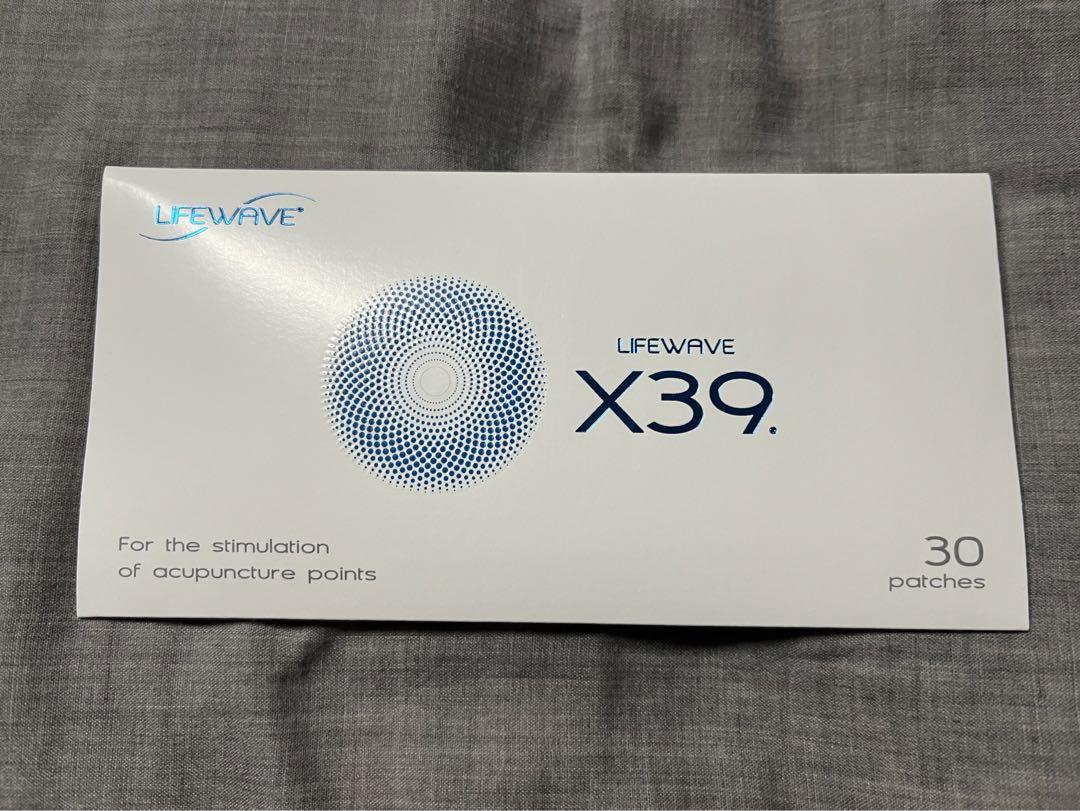 LIFEWAVE
LIFEWAVE
X39.
For the stimulation
of acupuncture points
30
patches